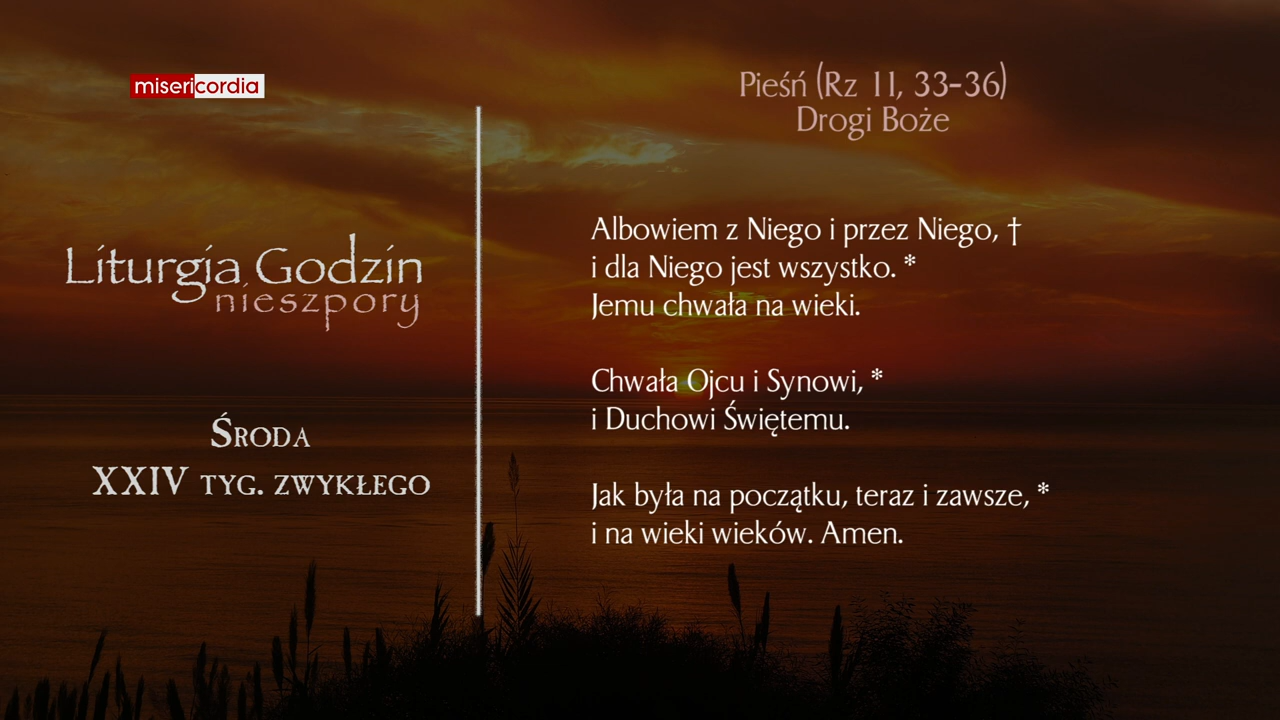 misericordia
Liturgia Godzin
nieszpory
Środa
XXIV tyg. zwykłego
Pieśń (Rz 11, 33-36)
Drogi Boże
Albowiem z Niego i przez Niego, †
i dla Niego jest wszystko. *
Jemu chwała na wieki.
Chwała Ojcu i Synowi, *
i Duchowi Świętemu.
Jak była na początku, teraz i zawsze, *
i na wieki wieków. Amen.